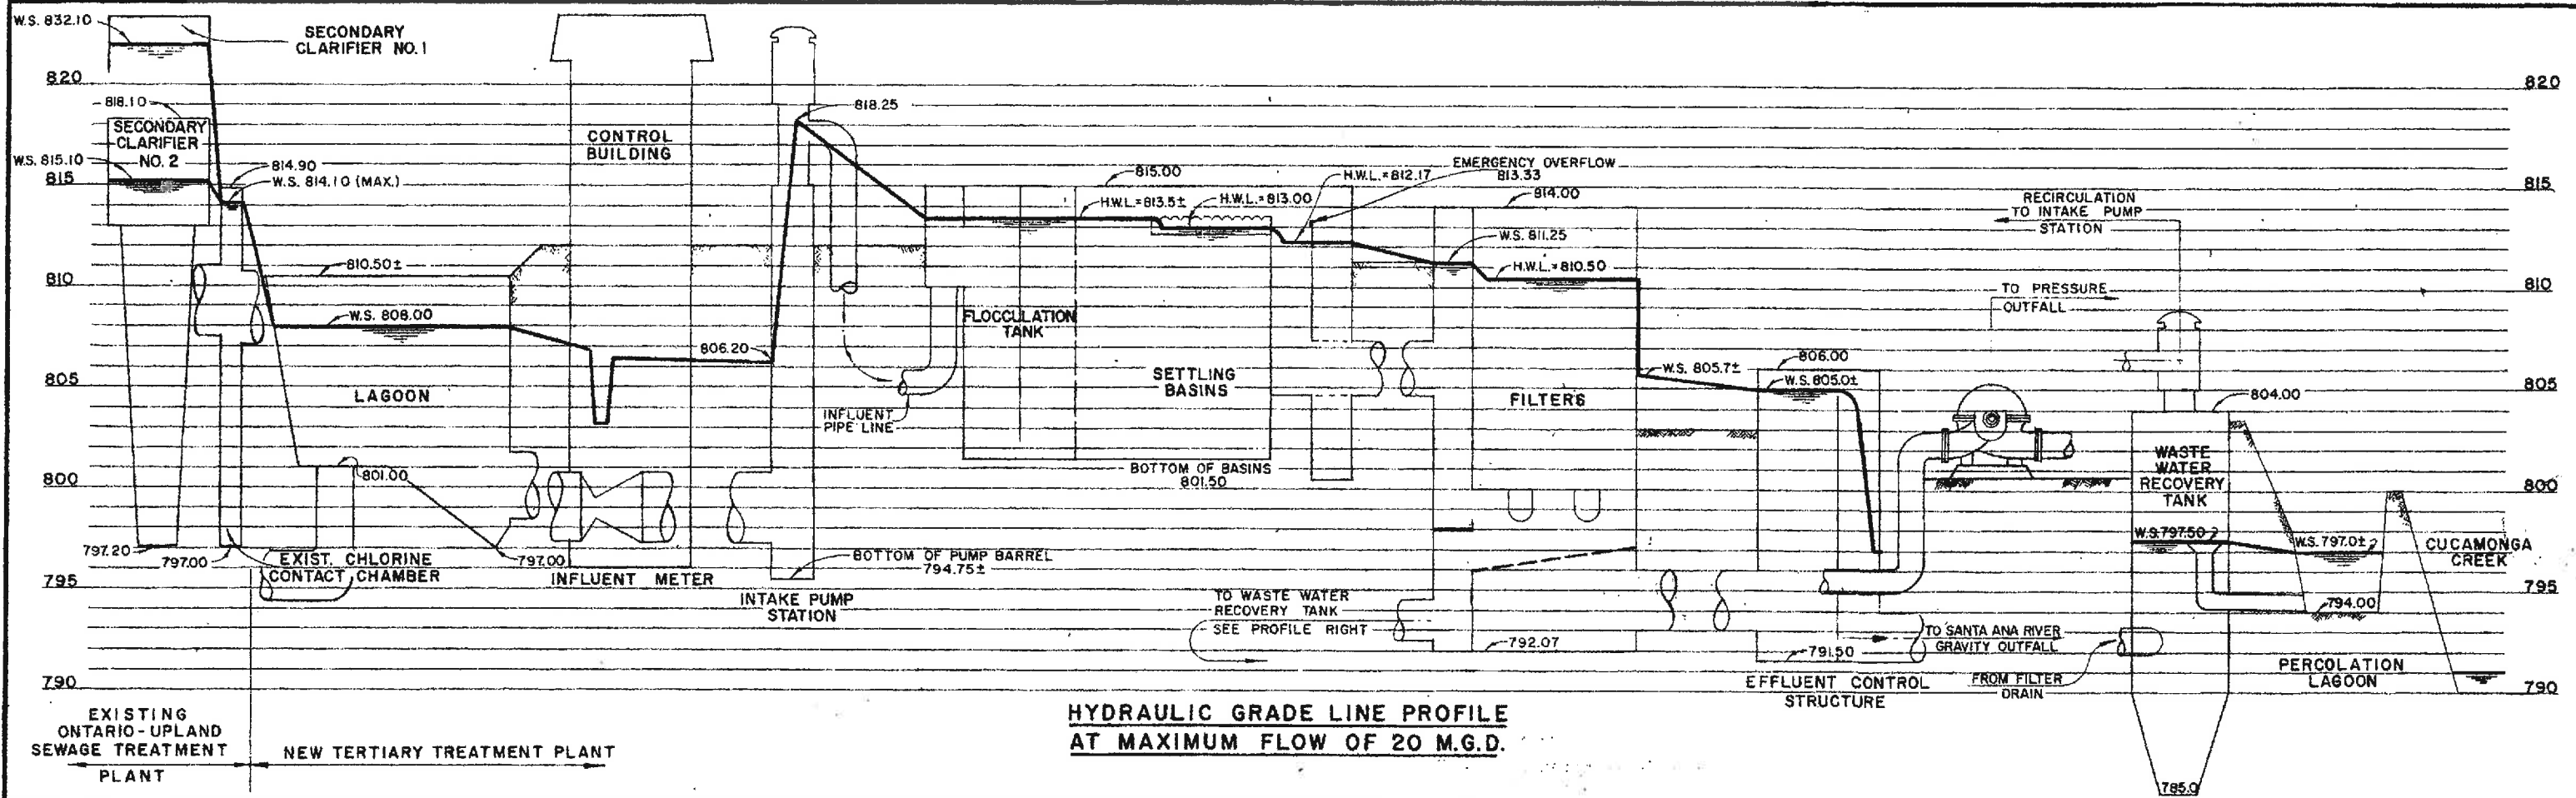 W.S. 832.10
SECONDARY
CLARIFIER NO. 1
820
818.10
SECONDARY
CLARIFIER
NO. 2
W.S. 815.10
815
814.90
W.S. 814.10 (MAX.)
810.50±
810
W.S. 808.00
805
LAGOON
800
801.00
797.20
797.00
EXIST. CHLORINE
CONTACT CHAMBER
797.00
795
790
EXISTING
ONTARIO-UPLAND
SEWAGE TREATMENT
PLANT
NEW TERTIARY TREATMENT PLANT
CONTROL
BUILDING
806.20
INFLUENT METER
818.25
INFLUENT
PIPE LINE
BOTTOM OF PUMP BARREL
794.75±
INTAKE PUMP
STATION
FLOCCULATION
TANK
815.00
H.W.L.=813.5±
H.W.L.=813.00
H.W.L.=812.17
EMERGENCY OVERFLOW
813.33
SETTLING
BASINS
BOTTOM OF BASINS
801.50
814.00
W.S. 811.25
H.W.L.=810.50
FILTERS
TO WASTE WATER
RECOVERY TANK
SEE PROFILE RIGHT
792.07
W.S. 805.7±
806.00
W.S. 805.0±
791.50
EFFLUENT CONTROL
STRUCTURE
TO SANTA ANA RIVER
GRAVITY OUTFALL
FROM FILTER
DRAIN
RECIRCULATION
TO INTAKE PUMP
STATION
TO PRESSURE
OUTFALL
804.00
WASTE
WATER
RECOVERY
TANK
W.S. 797.50
W.S. 797.0±
794.00
785.0
PERCOLATION
LAGOON
CUCAMONGA
CREEK
820
815
810
805
800
795
790
HYDRAULIC GRADE LINE PROFILE
AT MAXIMUM FLOW OF 20 M.G.D.